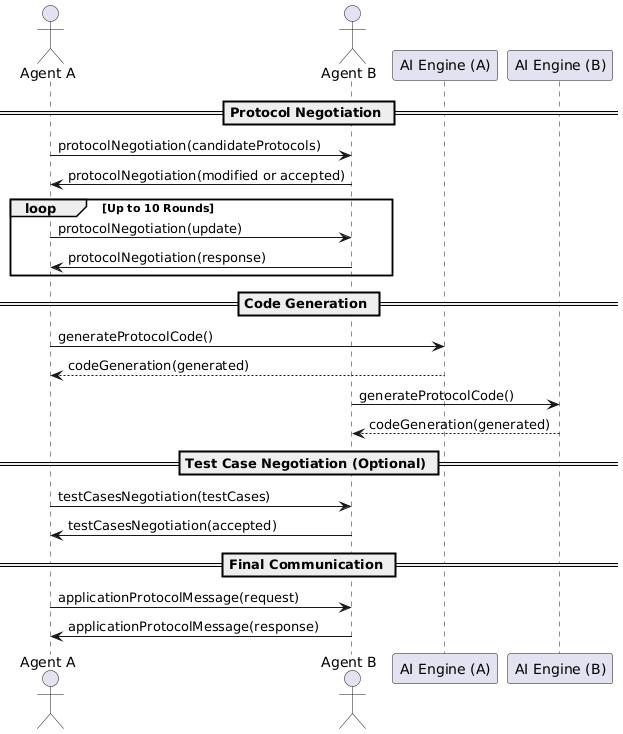 Agent A
Agent B
AI Engine (A)
AI Engine (B)
Protocol Negotiation
protocolNegotiation(candidateProtocols)
protocolNegotiation(modified or accepted)
loop [Up to 10 Rounds]
protocolNegotiation(update)
protocolNegotiation(response)
Code Generation
generateProtocolCode()
codeGeneration(generated)
generateProtocolCode()
codeGeneration(generated)
Test Case Negotiation (Optional)
testCasesNegotiation(testCases)
testCasesNegotiation(accepted)
Final Communication
applicationProtocolMessage(request)
applicationProtocolMessage(response)
Agent A
Agent B
AI Engine (A)
AI Engine (B)